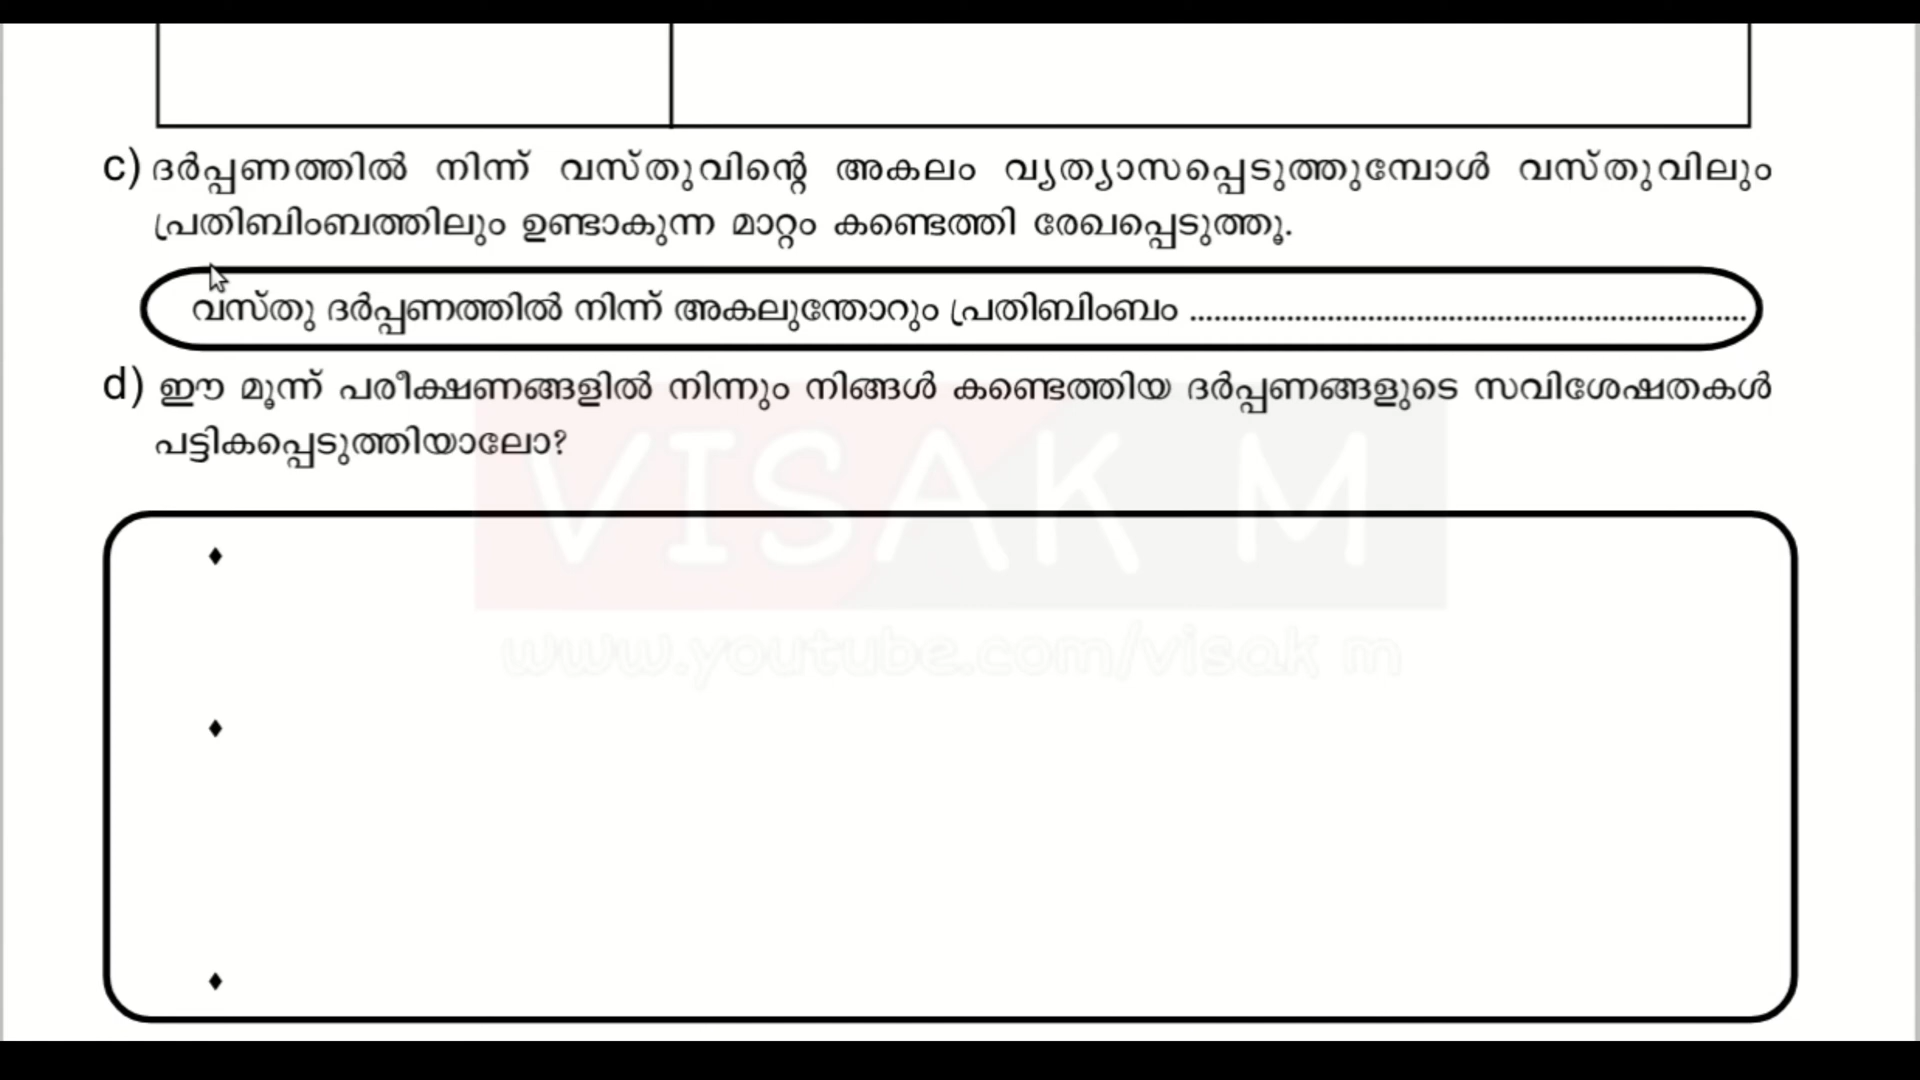 c) ദർപ്പണത്തിൽ നിന്ന് വസ്തുവിന്റെ അകലം വ്യത്യാസപ്പെടുത്തുമ്പോൾ വസ്തുവിലും
പ്രതിബിംബത്തിലും ഉണ്ടാകുന്ന മാറ്റം കണ്ടെത്തി രേഖപ്പെടുത്തൂ.
വസ്തു ദർപ്പണത്തിൽ നിന്ന് അകലുന്തോറും പ്രതിബിംബം .....................................................................
d) ഈ മൂന്ന് പരീക്ഷണങ്ങളിൽ നിന്നും നിങ്ങൾ കണ്ടെത്തിയ ദർപ്പണങ്ങളുടെ സവിശേഷതകൾ
പട്ടികപ്പെടുത്തിയാലോ?
VISAK M
www.youtube.com/visak m